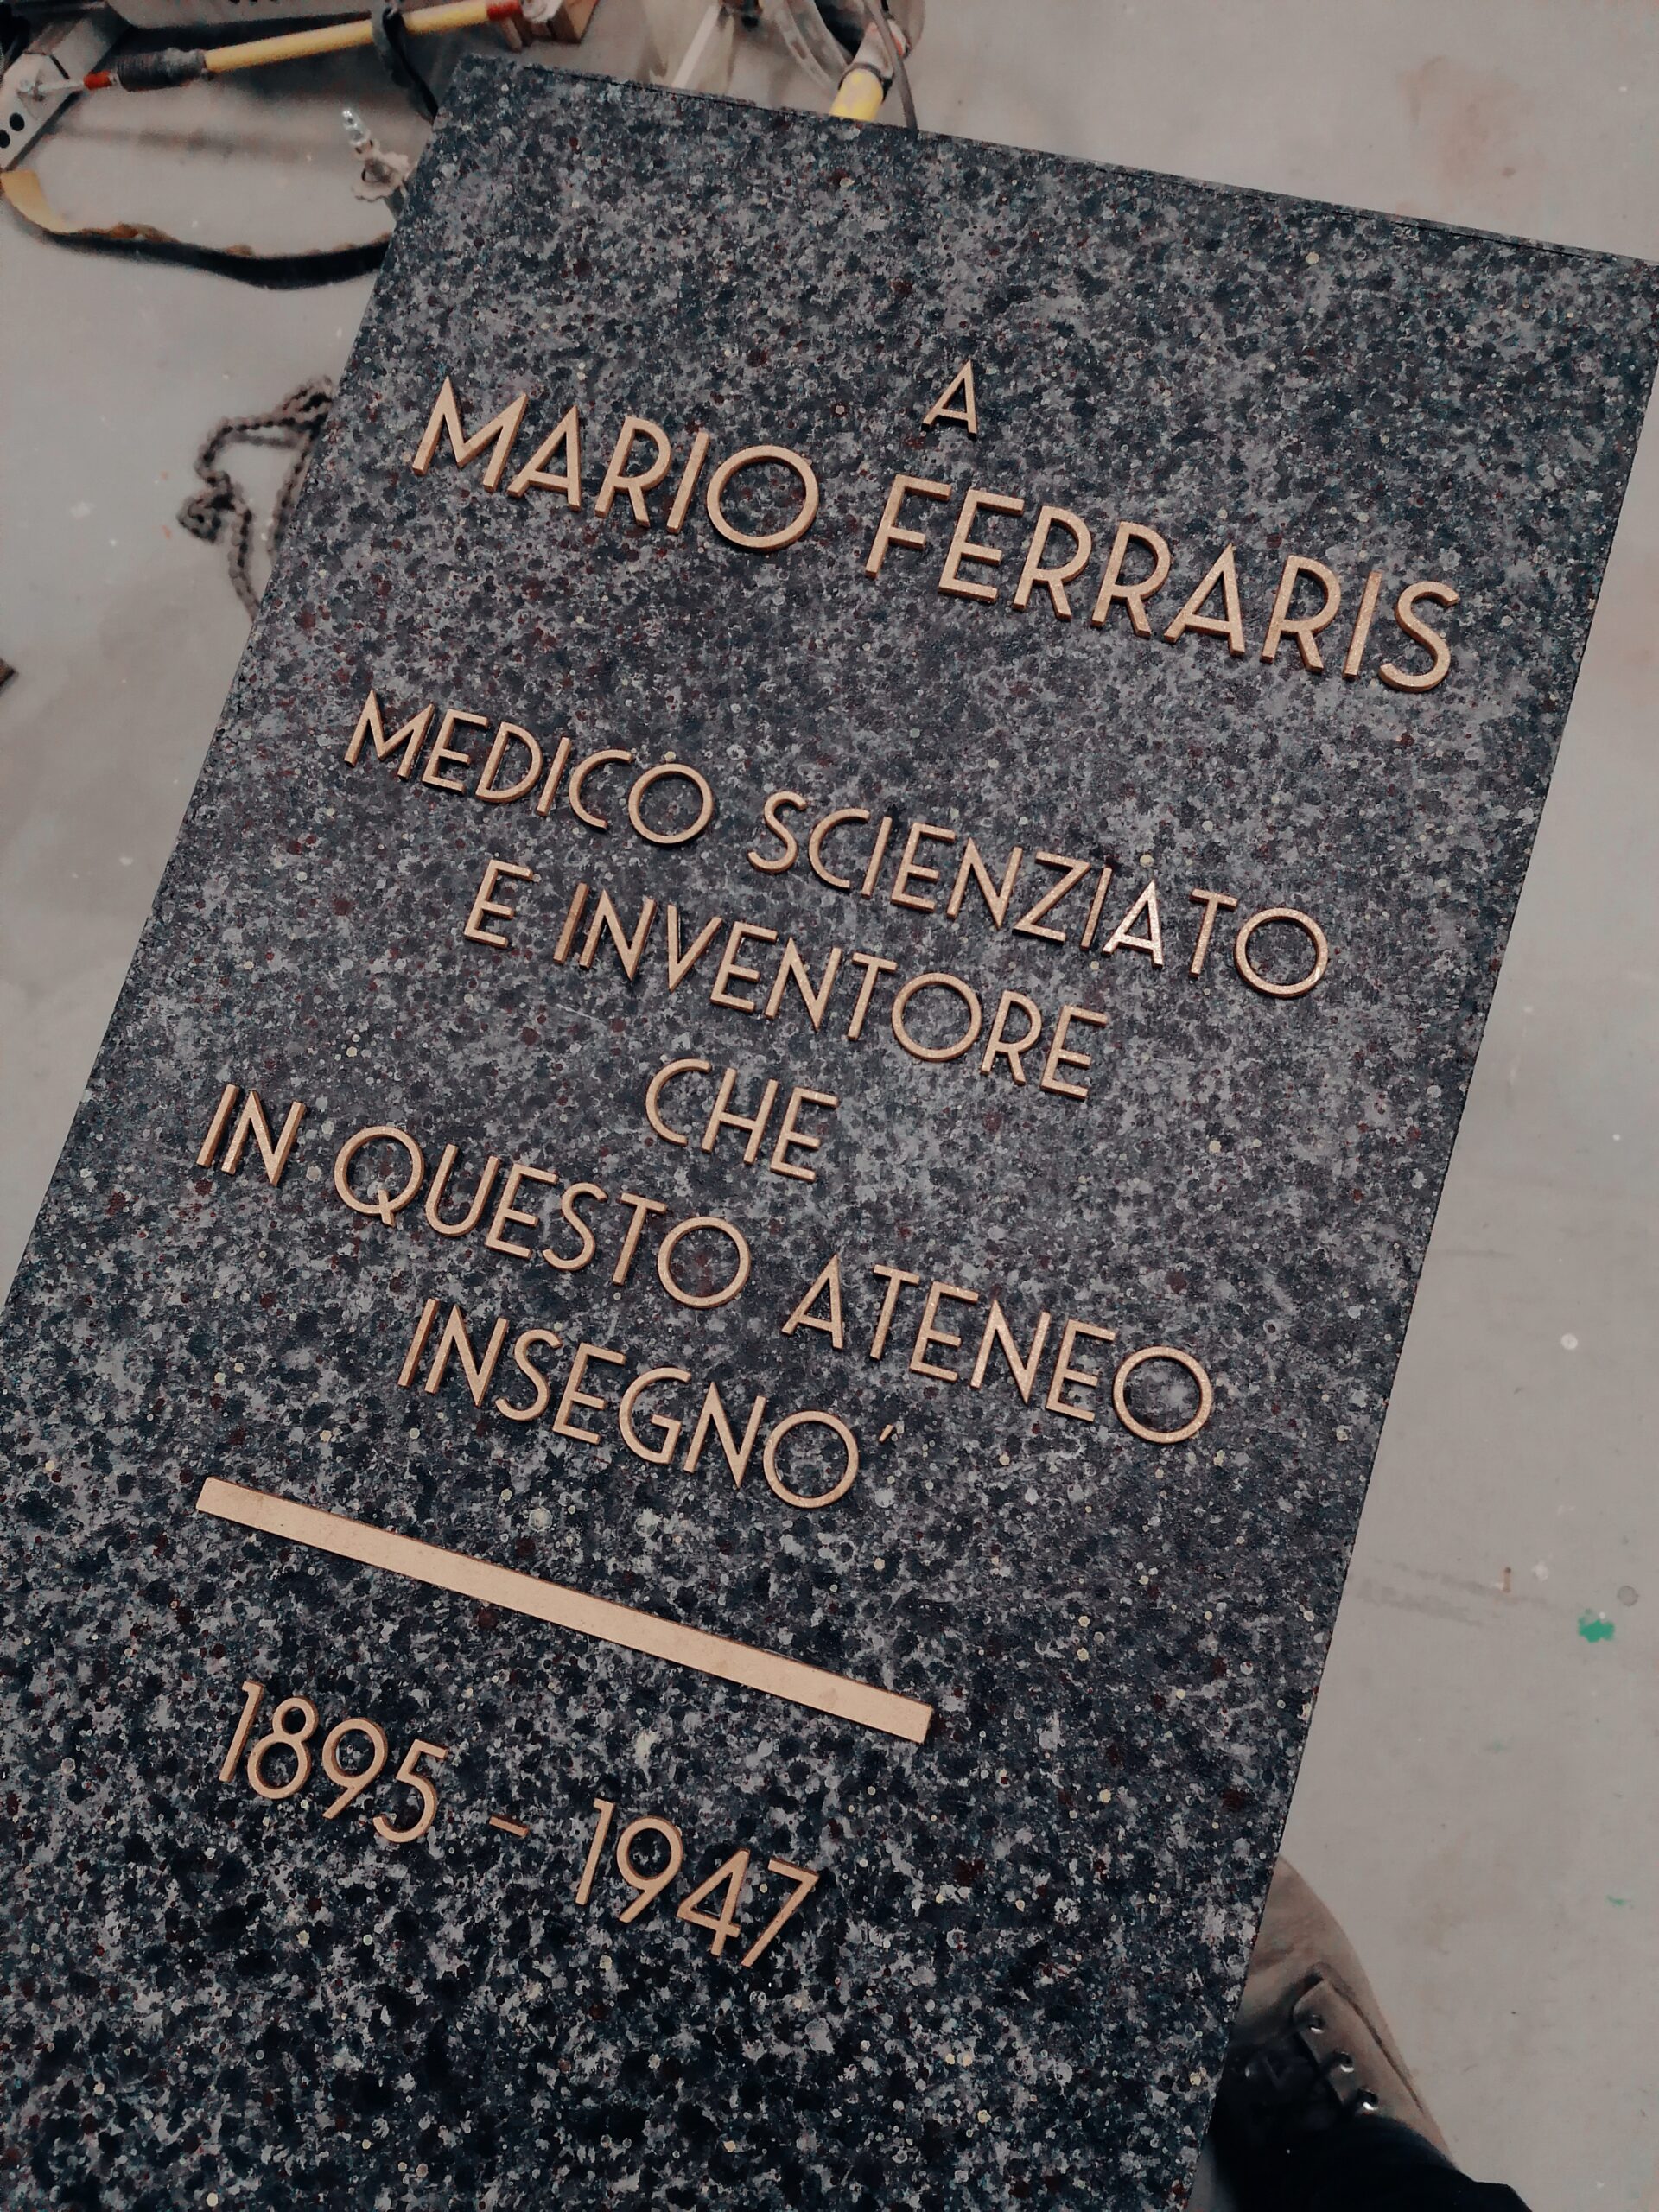 A
MARIO FERRARIS
MEDICO SCIENZIATO
E INVENTORE
CHE
IN QUESTO ATENEO
INSEGNO'
1895 - 1947